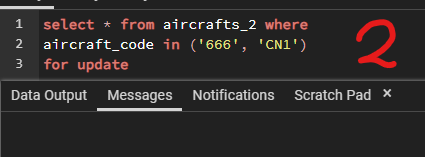 1 select * from aircrafts_2 where
2 aircraft_code in ('666', 'CN1')
3 for update
2
Data Output Messages Notifications Scratch Pad ×